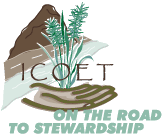 ICOET
ON THE ROAD
TO STEWARDSHIP